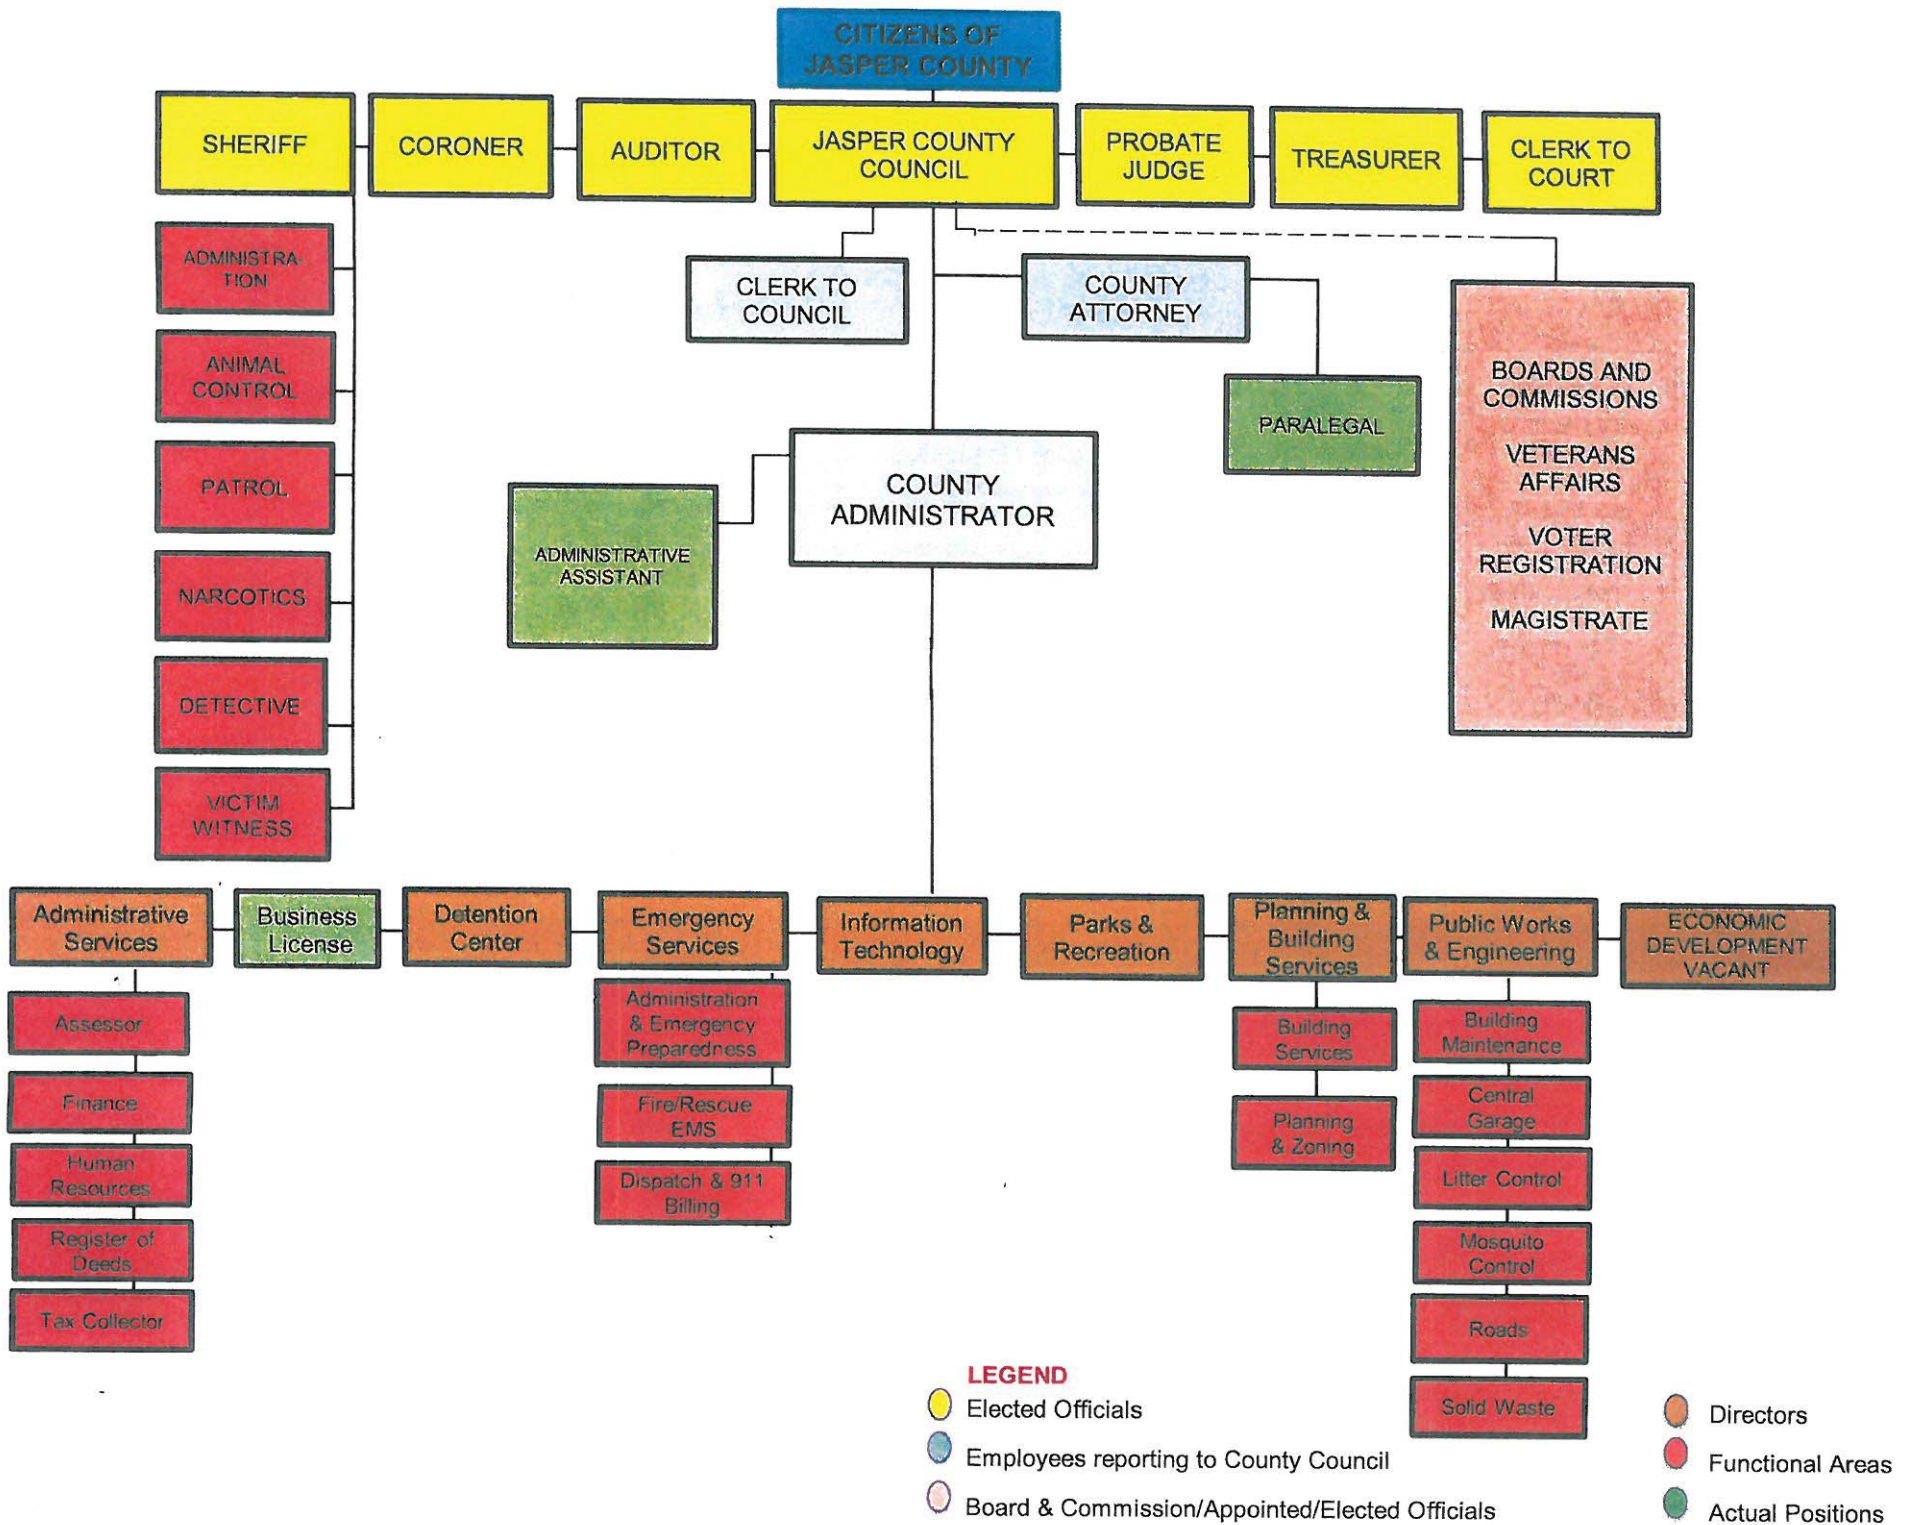 CITIZENS OF
JASPER COUNTY
SHERIFF
CORONER
AUDITOR
JASPER COUNTY
COUNCIL
PROBATE
JUDGE
TREASURER
CLERK TO
COURT
ADMINISTRA-
TION
ANIMAL
CONTROL
PATROL
NARCOTICS
DETECTIVE
VICTIM
WITNESS
CLERK TO
COUNCIL
COUNTY
ATTORNEY
PARALEGAL
BOARDS AND
COMMISSIONS
VETERANS
AFFAIRS
VOTER
REGISTRATION
MAGISTRATE
COUNTY
ADMINISTRATOR
ADMINISTRATIVE
ASSISTANT
Administrative
Services
Business
License
Detention
Center
Emergency
Services
Information
Technology
Parks &
Recreation
Planning &
Building
Services
Public Works
& Engineering
ECONOMIC
DEVELOPMENT
VACANT
Assessor
Finance
Human
Resources
Register of
Deeds
Tax Collector
Administration
& Emergency
Preparedness
Fire/Rescue
EMS
Dispatch & 911
Billing
Building
Services
Planning
& Zoning
Building
Maintenance
Central
Garage
Litter Control
Mosquito
Control
Roads
Solid Waste
LEGEND
Elected Officials
Employees reporting to County Council
Board & Commission/Appointed/Elected Officials
Directors
Functional Areas
Actual Positions